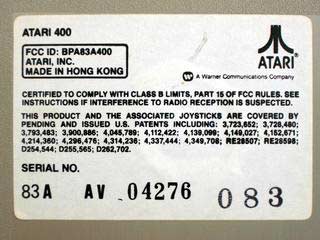 ATARI 400
FCC ID: BPA83A400
ATARI, INC.
MADE IN HONG KONG
ATARI
A Warner Communications Company
CERTIFIED TO COMPLY WITH CLASS B LIMITS, PART 15 OF FCC RULES. SEE
INSTRUCTIONS IF INTERFERENCE TO RADIO RECEPTION IS SUSPECTED.
THIS PRODUCT AND THE ASSOCIATED JOYSTICKS ARE COVERED BY
PENDING AND ISSUED U.S. PATENTS INCLUDING: 3,723,652; 3,728,480;
3,793,483; 3,900,886; 4,045,789; 4,112,422; 4,139,099; 4,149,027; 4,152,671;
4,214,360; 4,296,476; 4,314,236; 4,337,444; 4,349,708; RE28507; RE28598;
D254,544; D255,565; D262,702.
SERIAL NO.
83A AV 04276 083